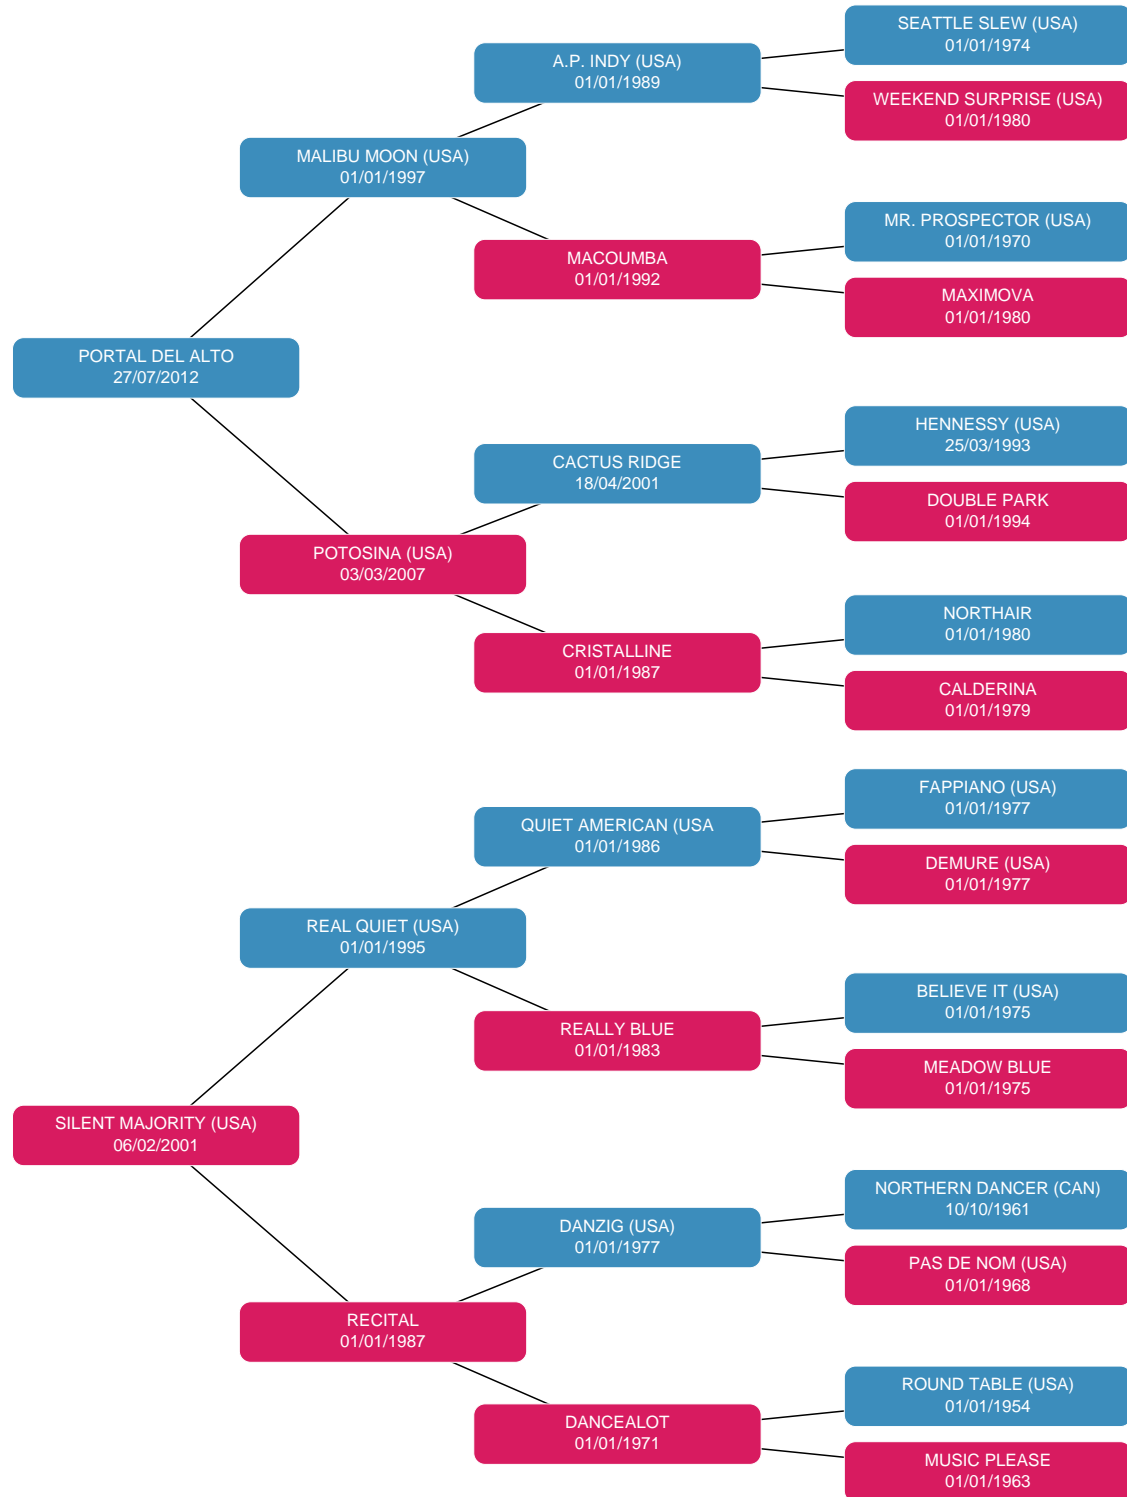 SEATTLE SLEW (USA)
01/01/1974
A.P. INDY (USA)
01/01/1989
WEEKEND SURPRISE (USA)
01/01/1980
MALIBU MOON (USA)
01/01/1997
MR. PROSPECTOR (USA)
01/01/1970
MACOUMBA
01/01/1992
MAXIMOVA
01/01/1980
PORTAL DEL ALTO
27/07/2012
HENNESSY (USA)
25/03/1993
CACTUS RIDGE
18/04/2001
DOUBLE PARK
01/01/1994
POTOSINA (USA)
03/03/2007
NORTHAIR
01/01/1980
CRISTALLINE
01/01/1987
CALDERINA
01/01/1979
FAPPIANO (USA)
01/01/1977
QUIET AMERICAN (USA
01/01/1986
DEMURE (USA)
01/01/1977
REAL QUIET (USA)
01/01/1995
BELIEVE IT (USA)
01/01/1975
REALLY BLUE
01/01/1983
MEADOW BLUE
01/01/1975
SILENT MAJORITY (USA)
06/02/2001
NORTHERN DANCER (CAN)
10/10/1961
DANZIG (USA)
01/01/1977
PAS DE NOM (USA)
01/01/1968
RECITAL
01/01/1987
ROUND TABLE (USA)
01/01/1954
DANCEALOT
01/01/1971
MUSIC PLEASE
01/01/1963